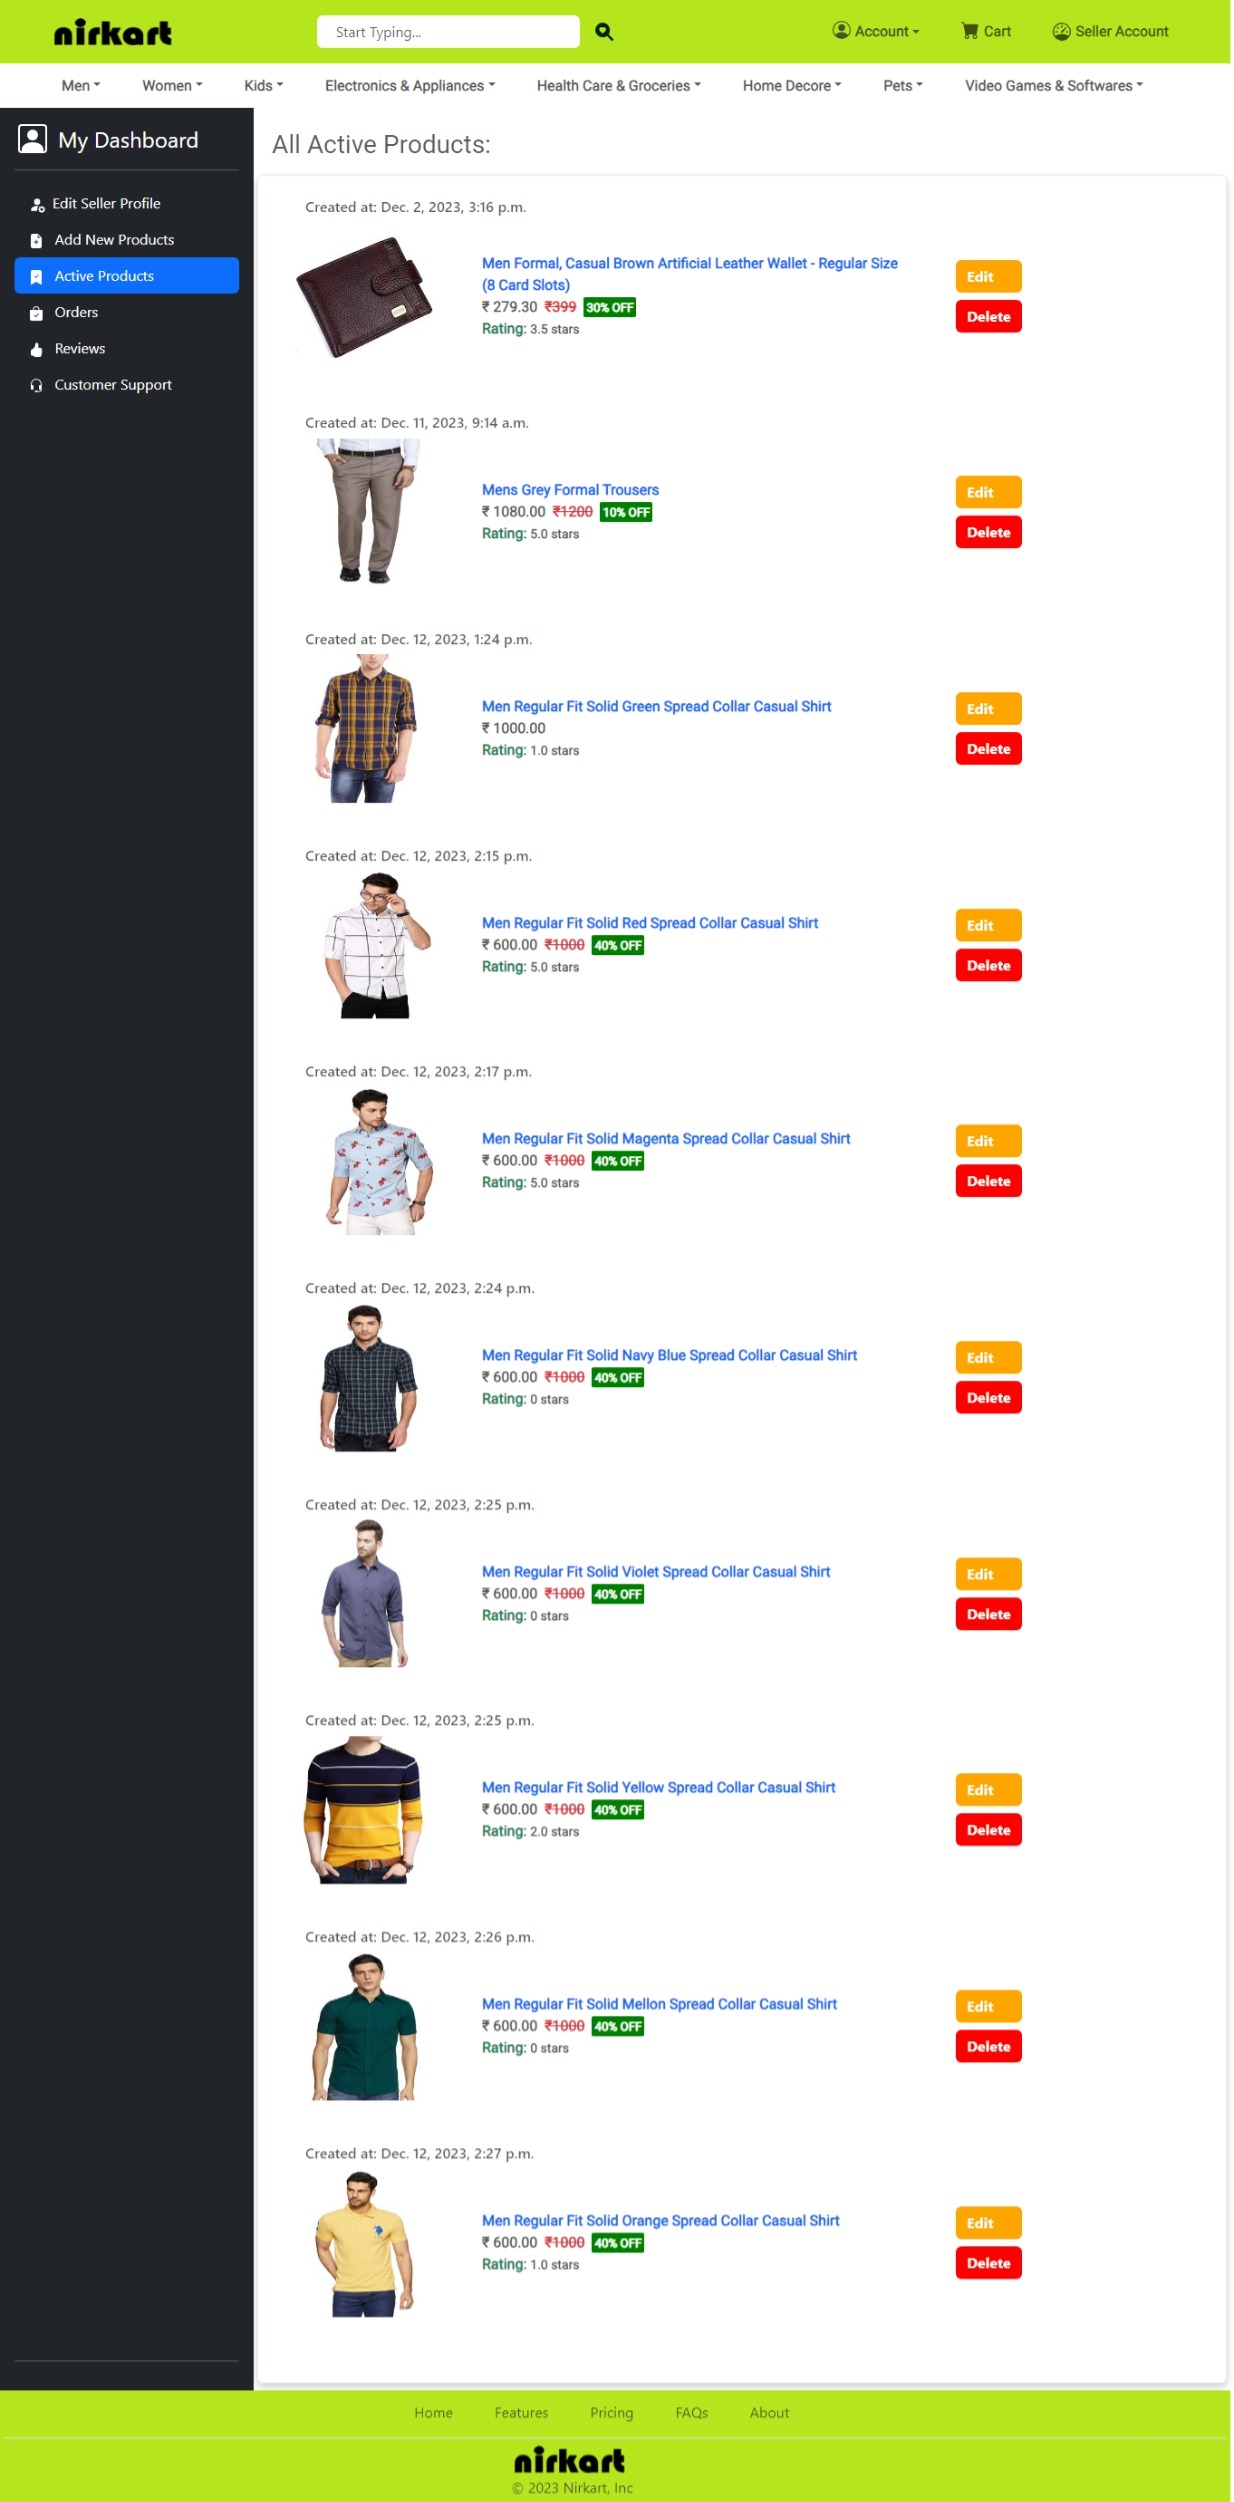 nirkart
Start Typing...
Account
Cart
Seller Account
Men
Women
Kids
Electronics & Appliances
Health Care & Groceries
Home Decore
Pets
Video Games & Softwares
My Dashboard
Edit Seller Profile
Add New Products
Active Products
Orders
Reviews
Customer Support
All Active Products:
Created at: Dec. 2, 2023, 3:16 p.m.
Men Formal, Casual Brown Artificial Leather Wallet - Regular Size
(8 Card Slots)
₹ 279.30 ₹399 30% OFF
Rating: 3.5 stars
Edit
Delete
Created at: Dec. 11, 2023, 9:14 a.m.
Mens Grey Formal Trousers
₹ 1080.00 ₹1200 10% OFF
Rating: 5.0 stars
Edit
Delete
Created at: Dec. 12, 2023, 1:24 p.m.
Men Regular Fit Solid Green Spread Collar Casual Shirt
₹ 1000.00
Rating: 1.0 stars
Edit
Delete
Created at: Dec. 12, 2023, 2:15 p.m.
Men Regular Fit Solid Red Spread Collar Casual Shirt
₹ 600.00 ₹1000 40% OFF
Rating: 5.0 stars
Edit
Delete
Created at: Dec. 12, 2023, 2:17 p.m.
Men Regular Fit Solid Magenta Spread Collar Casual Shirt
₹ 600.00 ₹1000 40% OFF
Rating: 5.0 stars
Edit
Delete
Created at: Dec. 12, 2023, 2:24 p.m.
Men Regular Fit Solid Navy Blue Spread Collar Casual Shirt
₹ 600.00 ₹1000 40% OFF
Rating: 0 stars
Edit
Delete
Created at: Dec. 12, 2023, 2:25 p.m.
Men Regular Fit Solid Violet Spread Collar Casual Shirt
₹ 600.00 ₹1000 40% OFF
Rating: 0 stars
Edit
Delete
Created at: Dec. 12, 2023, 2:25 p.m.
Men Regular Fit Solid Yellow Spread Collar Casual Shirt
₹ 600.00 ₹1000 40% OFF
Rating: 2.0 stars
Edit
Delete
Created at: Dec. 12, 2023, 2:26 p.m.
Men Regular Fit Solid Mellon Spread Collar Casual Shirt
₹ 600.00 ₹1000 40% OFF
Rating: 0 stars
Edit
Delete
Created at: Dec. 12, 2023, 2:27 p.m.
Men Regular Fit Solid Orange Spread Collar Casual Shirt
₹ 600.00 ₹1000 40% OFF
Rating: 1.0 stars
Edit
Delete
Home
Features
Pricing
FAQs
About
nirkart
© 2023 Nirkart, Inc